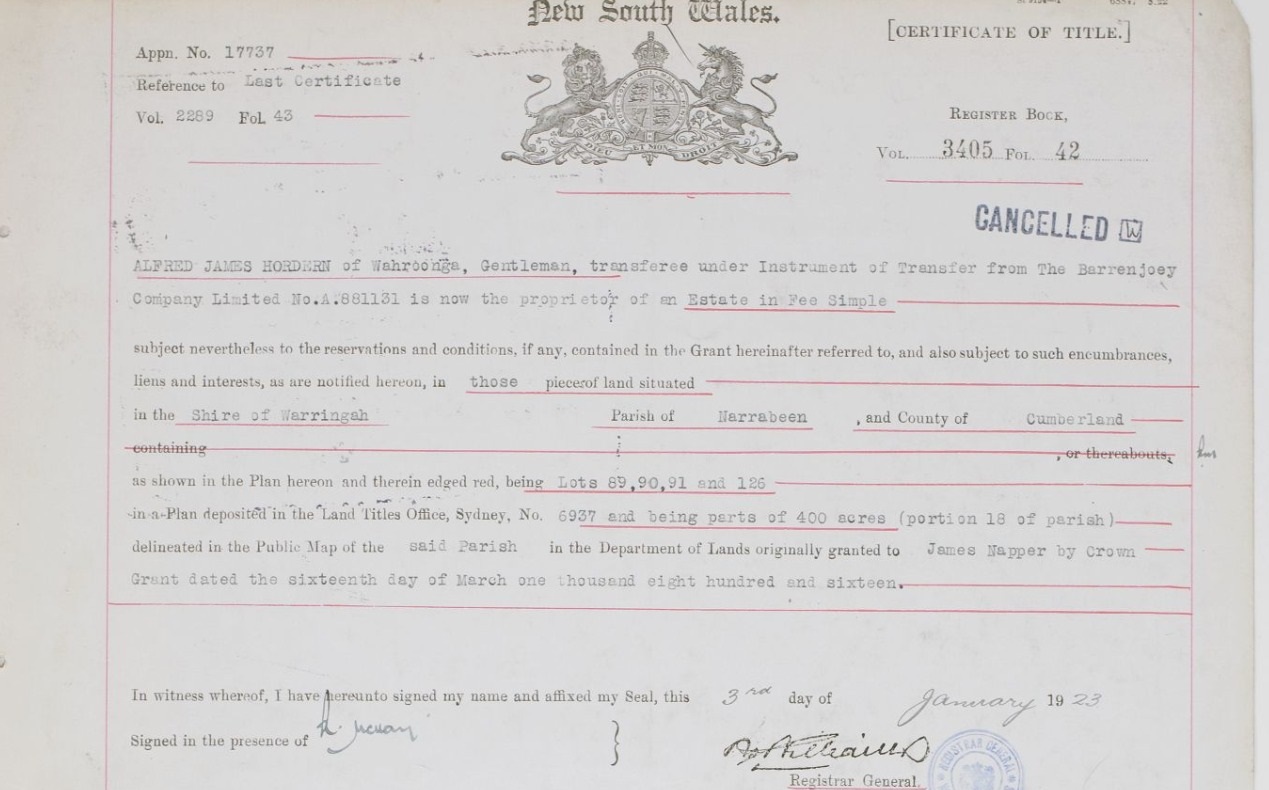 New South Wales.
[CERTIFICATE OF TITLE.]
Appn. No. 17737
Reference to Last Certificate
Vol. 2289 Fol. 43
REGISTER BOOK,
VOL. 3405 FOL. 42
DIEU ET MON DROIT
CANCELLED
ALFRED JAMES HORDERN of Wahroonga, Gentleman, transferee under Instrument of Transfer from The Barrenjoey
Company Limited No.A.881131 is now the proprietor of an Estate in Fee Simple
subject nevertheless to the reservations and conditions, if any, contained in the Grant hereinafter referred to, and also subject to such encumbrances,
liens and interests, as are notified hereon, in those pieces of land situated
in the Shire of Warringah Parish of Narrabeen , and County of Cumberland
containing , or thereabouts,
as shown in the Plan hereon and therein edged red, being Lots 89,90,91 and 126
in a Plan deposited in the Land Titles Office, Sydney, No. 6937 and being parts of 400 acres (portion 18 of parish)
delineated in the Public Map of the said Parish in the Department of Lands originally granted to James Napper by Crown
Grant dated the sixteenth day of March one thousand eight hundred and sixteen.
In witness whereof, I have hereunto signed my name and affixed my Seal, this 3rd day of January 1923
Signed in the presence of
Registrar General.
REGISTRAR GENERAL